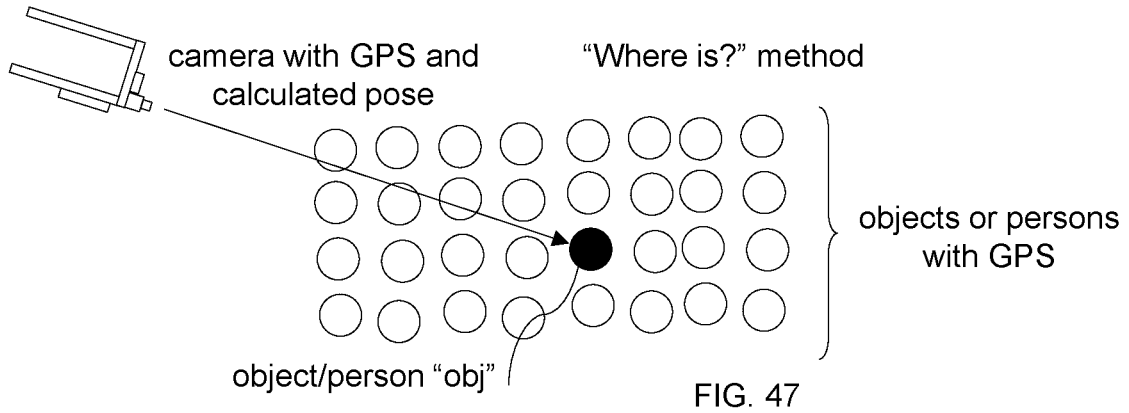 camera with GPS and
calculated pose
“Where is?” method
objects or persons
with GPS
object/person “obj”
FIG. 47